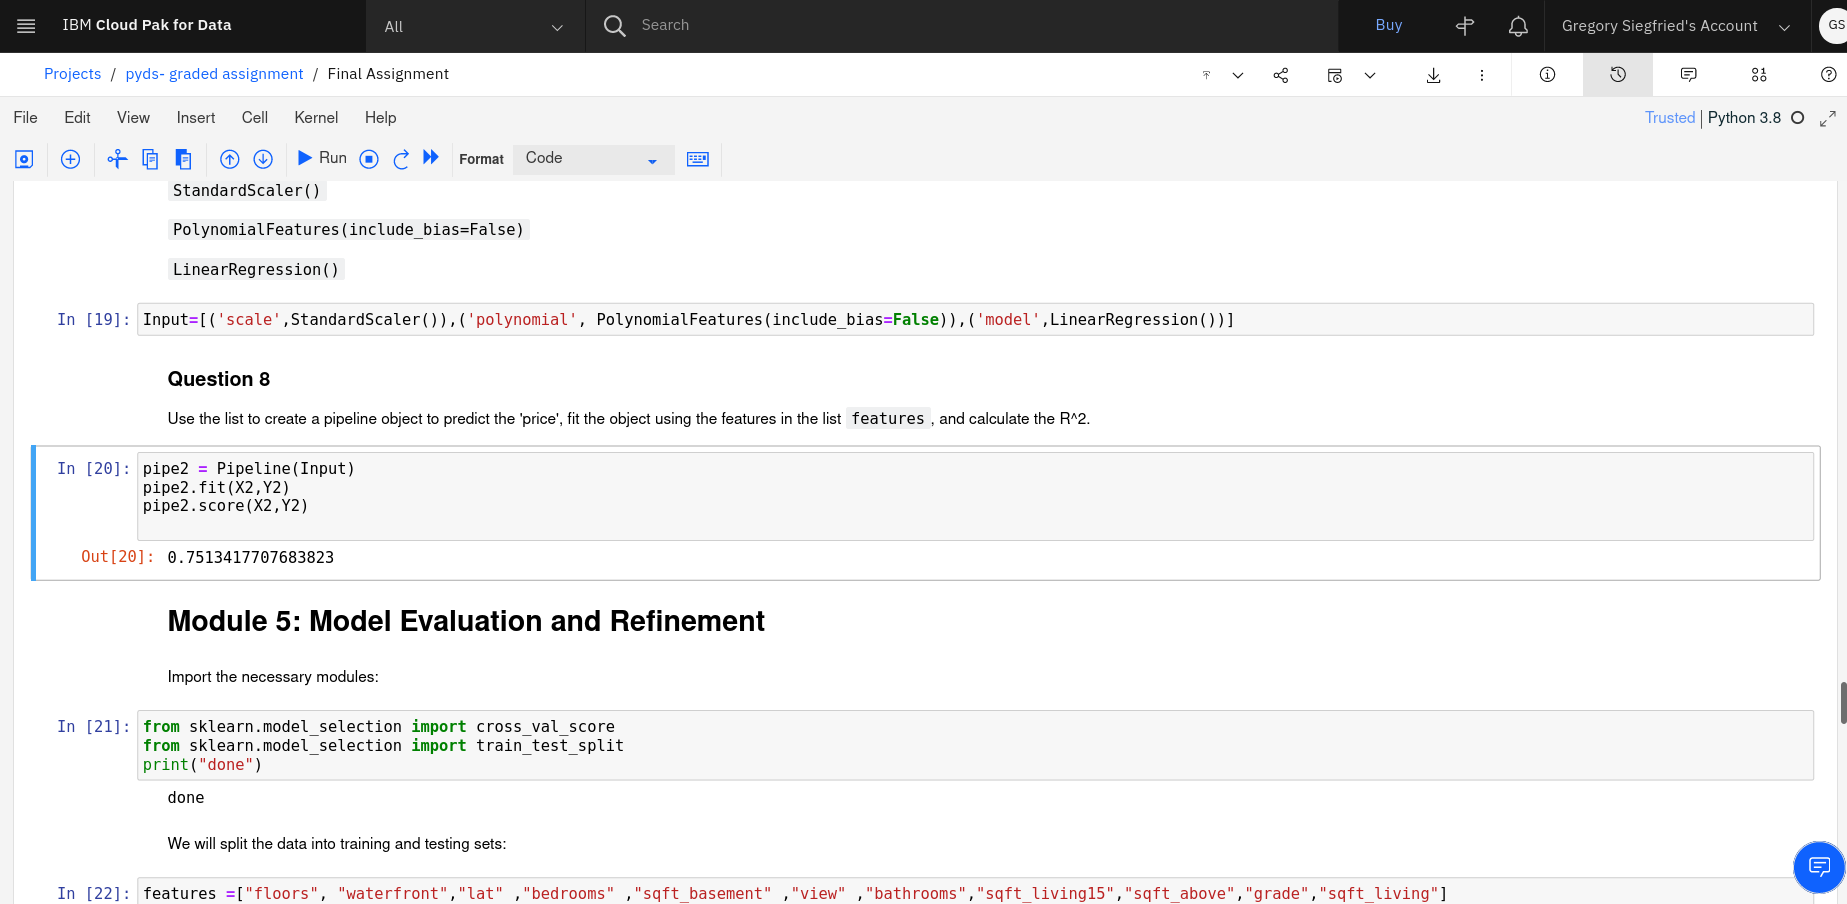 IBM Cloud Pak for Data
All
Search
Buy
Gregory Siegfried's Account
GS
Projects / pyds- graded assignment / Final Assignment
File Edit View Insert Cell Kernel Help
Trusted | Python 3.8
Run
Format
Code
StandardScaler()
PolynomialFeatures(include_bias=False)
LinearRegression()
In [19]: Input=[('scale',StandardScaler()),('polynomial', PolynomialFeatures(include_bias=False)),('model',LinearRegression())]
Question 8
Use the list to create a pipeline object to predict the 'price', fit the object using the features in the list features , and calculate the R^2.
In [20]: pipe2 = Pipeline(Input)
pipe2.fit(X2,Y2)
pipe2.score(X2,Y2)
Out[20]: 0.7513417707683823
Module 5: Model Evaluation and Refinement
Import the necessary modules:
In [21]: from sklearn.model_selection import cross_val_score
from sklearn.model_selection import train_test_split
print("done")
done
We will split the data into training and testing sets:
In [22]: features =["floors", "waterfront","lat" ,"bedrooms" ,"sqft_basement" ,"view" ,"bathrooms","sqft_living15","sqft_above","grade","sqft_living"]